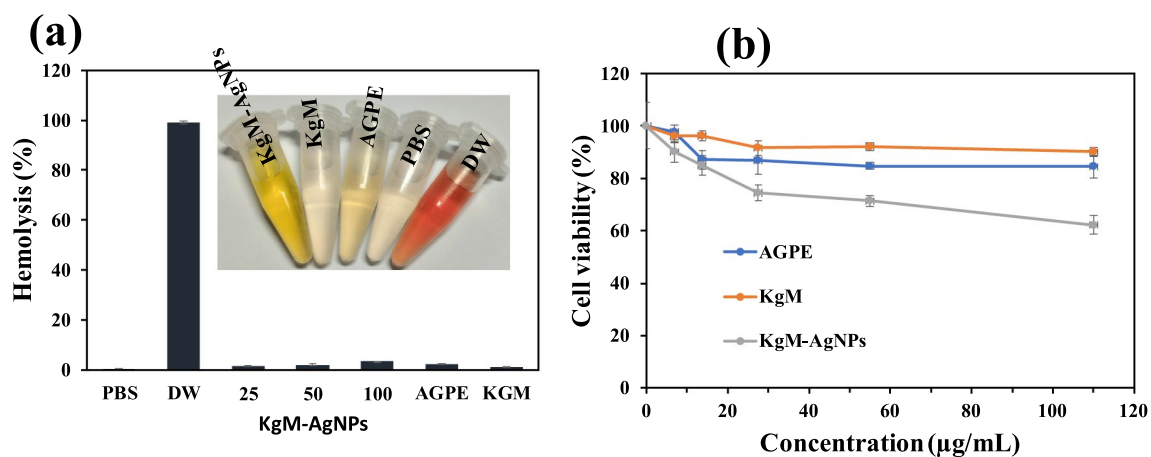 (a)
Hemolysis (%)
120
100
80
60
40
20
0
KgM-AgNPs
KgM-AgNPs
KgM
AGPE
PBS
DW
PBS DW 25 50 100 AGPE KGM
KgM-AgNPs
(b)
Cell viability (%)
120
100
80
60
40
20
0
AGPE
KgM
KgM-AgNPs
0 20 40 60 80 100 120
Concentration (µg/mL)